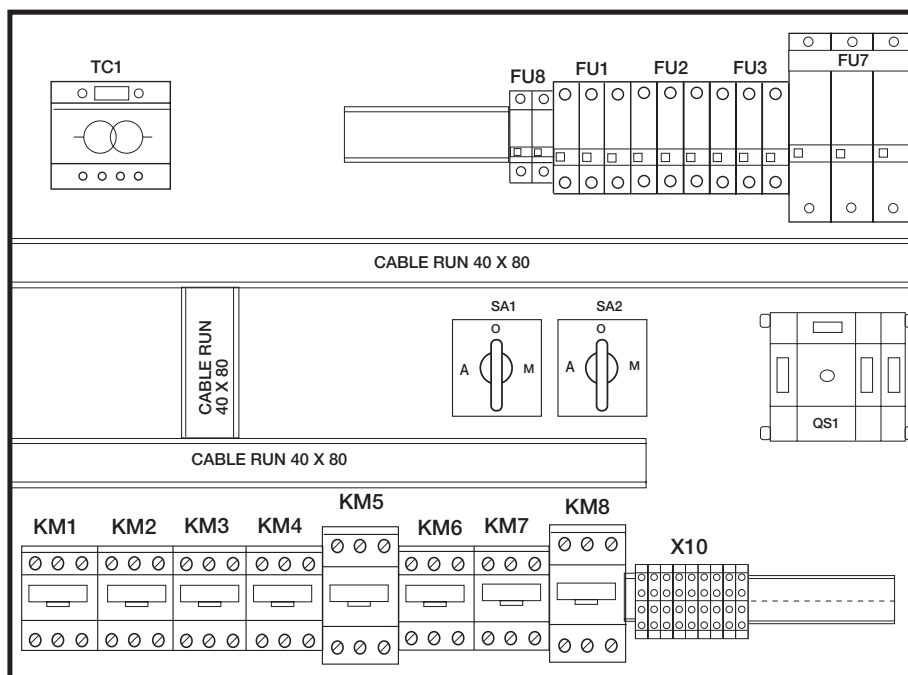 TC1
FU8
FU1
FU2
FU3
FU7
CABLE RUN 40 X 80
CABLE RUN
40 X 80
SA1
O
A
M
SA2
O
A
M
QS1
CABLE RUN 40 X 80
KM1
KM2
KM3
KM4
KM5
KM6
KM7
KM8
X10